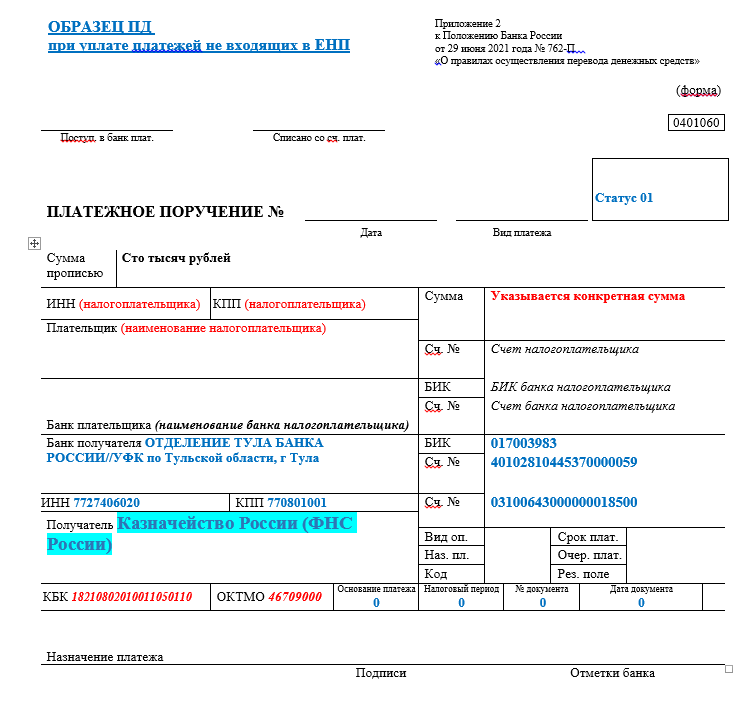 ОБРАЗЕЦ ПД
при уплате платежей не входящих в ЕНП
Приложение 2
к Положению Банка России
от 29 июня 2021 года № 762-П
«О правилах осуществления перевода денежных средств»
(форма)
0401060
Поступ. в банк плат.
Списано со сч. плат.
Статус 01
ПЛАТЕЖНОЕ ПОРУЧЕНИЕ №
Дата
Вид платежа
Сумма
прописью
Сто тысяч рублей
ИНН (налогоплательщика)
КПП (налогоплательщика)
Сумма
Указывается конкретная сумма
Плательщик (наименование налогоплательщика)
Сч. №
Счет налогоплательщика
БИК
БИК банка налогоплательщика
Сч. №
Счет банка налогоплательщика
Банк плательщика (наименование банка налогоплательщика)
Банк получателя ОТДЕЛЕНИЕ ТУЛА БАНКА
РОССИИ//УФК по Тульской области, г Тула
БИК
017003983
Сч. №
40102810445370000059
ИНН 7727406020
КПП 770801001
Сч. №
03100643000000018500
Получатель Казначейство России (ФНС
России)
Вид оп.
Срок плат.
Наз. пл.
Очер. плат.
Код
Рез. поле
КБК 18210802010011050110
ОКТМО 46709000
Основание платежа
0
Налоговый период
0
№ документа
0
Дата документа
0
Назначение платежа
Подписи
Отметки банка